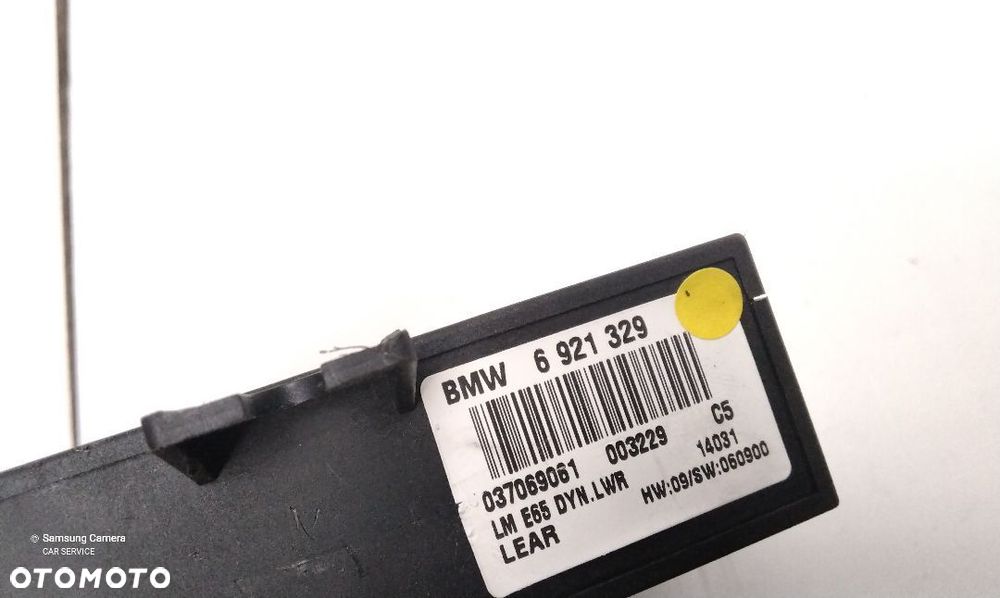 BMW 6 921 329
037069061 003229 C5
LM E65 DYN.LWR 14031
LEAR HW:09/SW:060900
Samsung Camera
CAR SERVICE
OTOMOTO